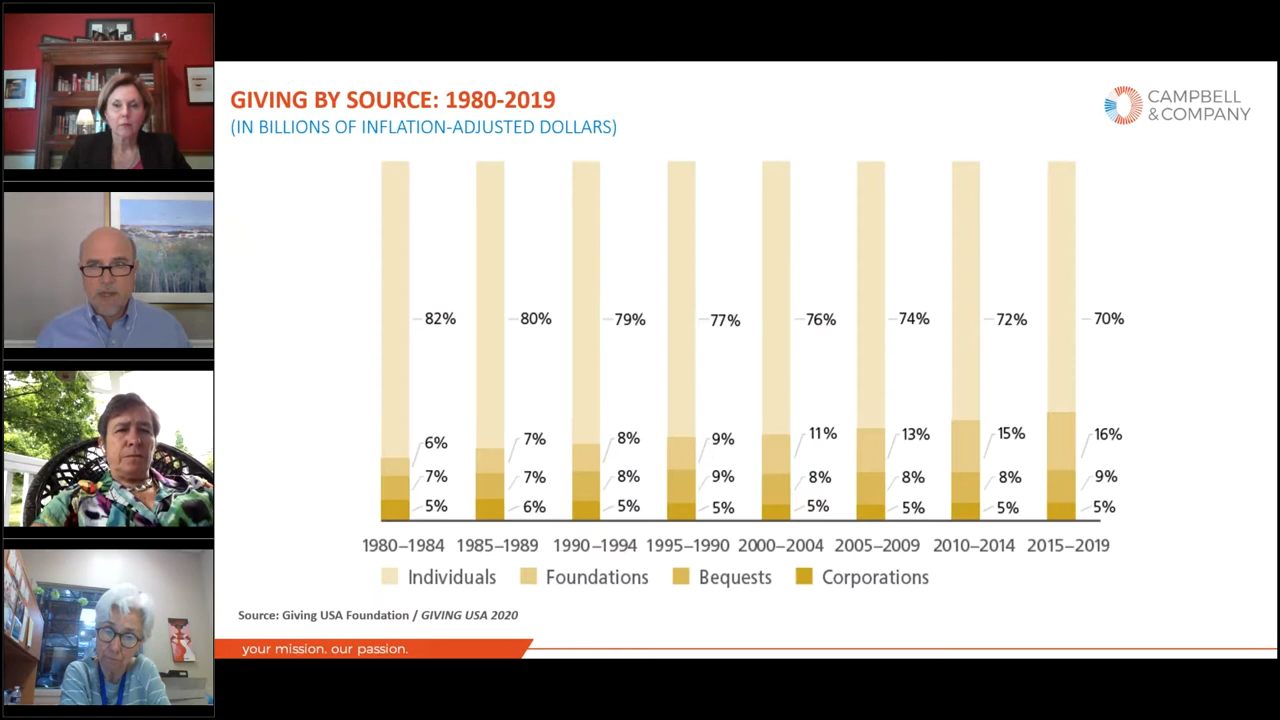 GIVING BY SOURCE: 1980-2019
(IN BILLIONS OF INFLATION-ADJUSTED DOLLARS)
CAMPBELL
& COMPANY
82% 80% 79% 77% 76% 74% 72% 70%
6% 7% 8% 9% 11% 13% 15% 16%
7% 7% 8% 9% 8% 8% 8% 9%
5% 6% 5% 5% 5% 5% 5% 5%
1980–1984 1985–1989 1990–1994 1995–1990 2000–2004 2005–2009 2010–2014 2015–2019
Individuals Foundations Bequests Corporations
Source: Giving USA Foundation / GIVING USA 2020
your mission. our passion.